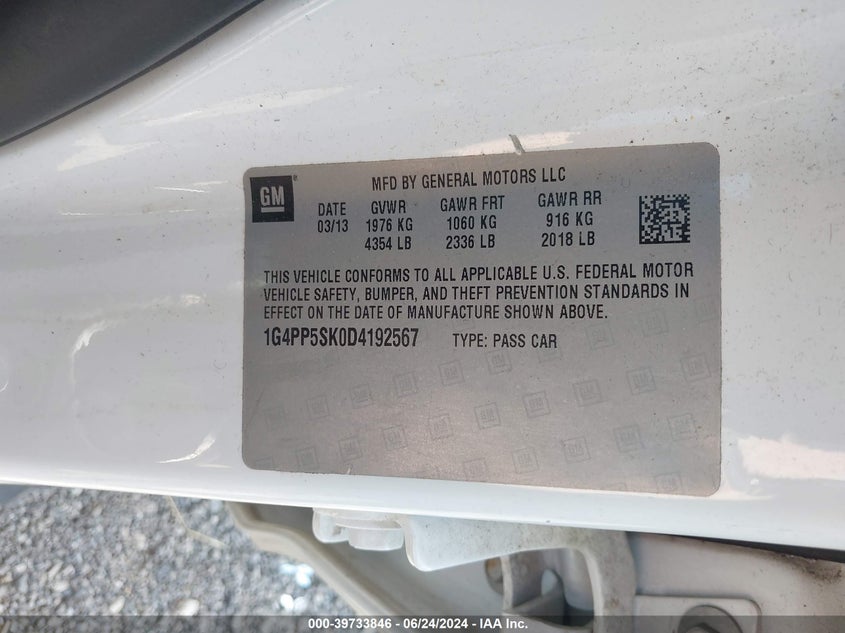 GM
MFD BY GENERAL MOTORS LLC
DATE GVWR GAWR FRT GAWR RR
03/13 1976 KG 1060 KG 916 KG
4354 LB 2336 LB 2018 LB
THIS VEHICLE CONFORMS TO ALL APPLICABLE U.S. FEDERAL MOTOR
VEHICLE SAFETY, BUMPER, AND THEFT PREVENTION STANDARDS IN
EFFECT ON THE DATE OF MANUFACTURE SHOWN ABOVE.
1G4PP5SK0D4192567 TYPE: PASS CAR
000-39733846 / 06/24/2024 - IAA Inc.